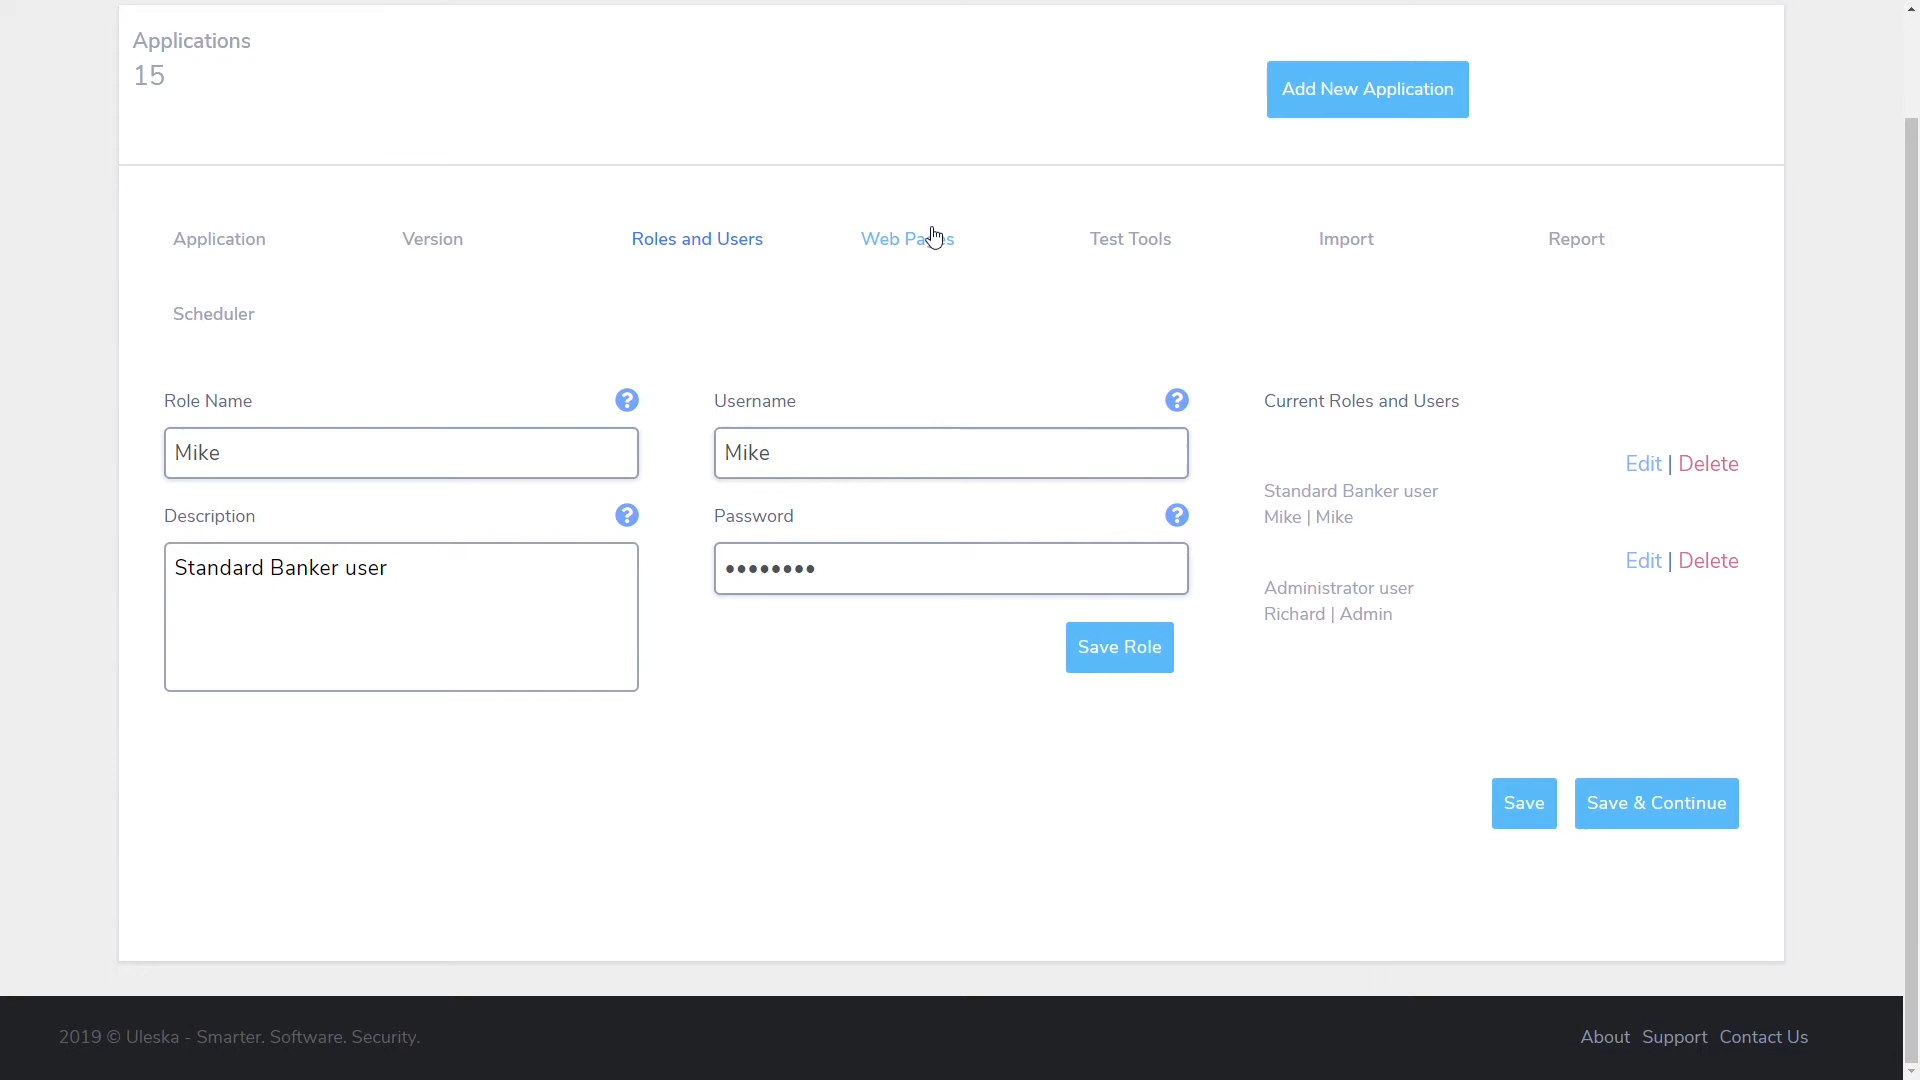 Applications
15
Add New Application
Application Version Roles and Users Web Pages Test Tools Import Report
Scheduler
Role Name ?
Mike
Description ?
Standard Banker user
Username ?
Mike
Password ?
••••••••
Save Role
Current Roles and Users
Edit | Delete
Standard Banker user
Mike | Mike
Edit | Delete
Administrator user
Richard | Admin
Save Save & Continue
2019 © Uleska - Smarter. Software. Security.
About Support Contact Us